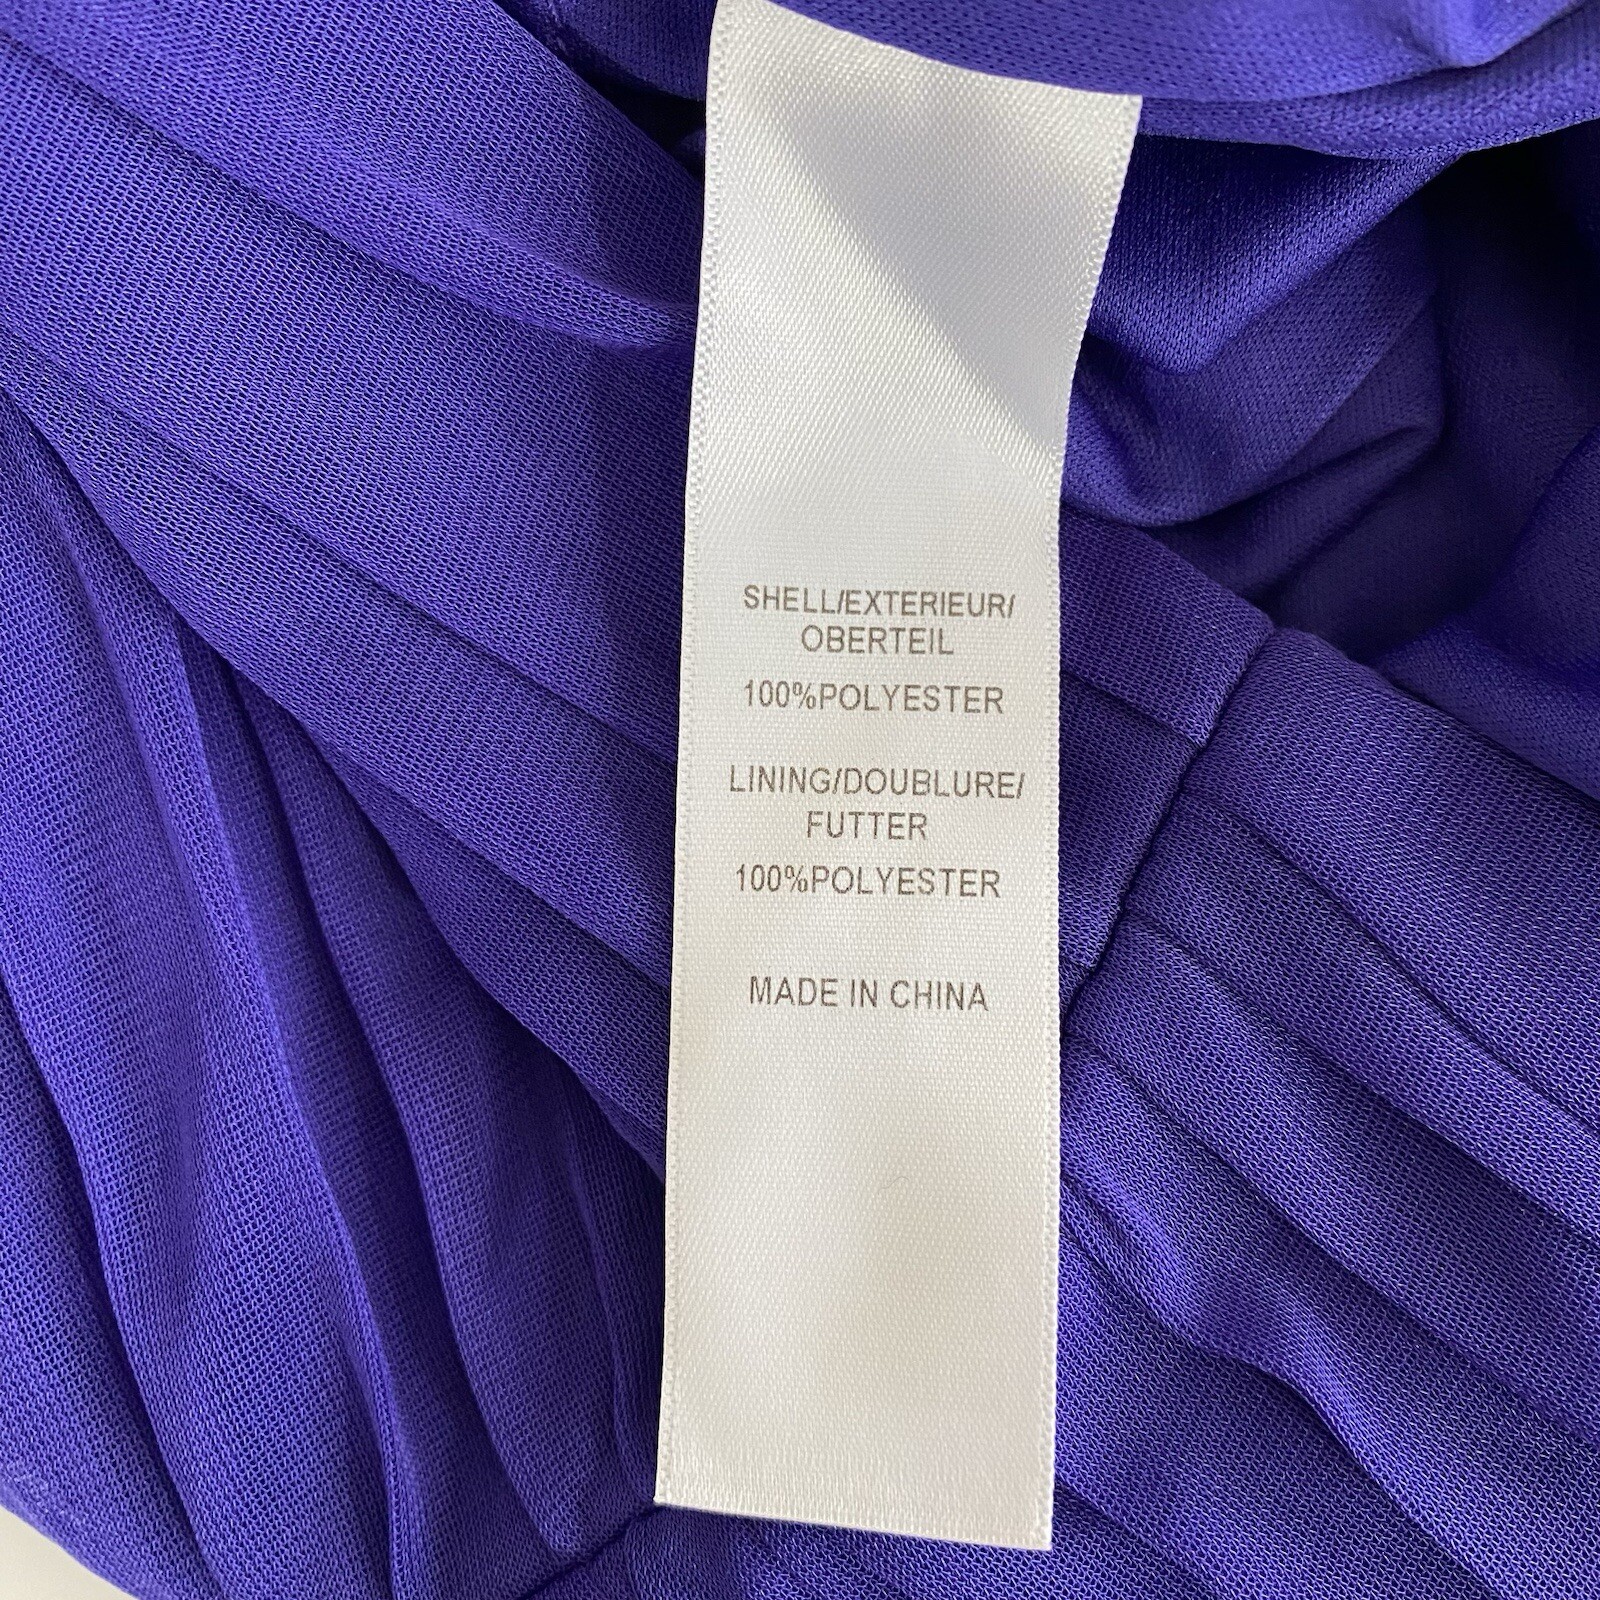 SHELL/EXTERIEUR/
OBERTEIL
100%POLYESTER
LINING/DOUBLURE/
FUTTER
100%POLYESTER
MADE IN CHINA